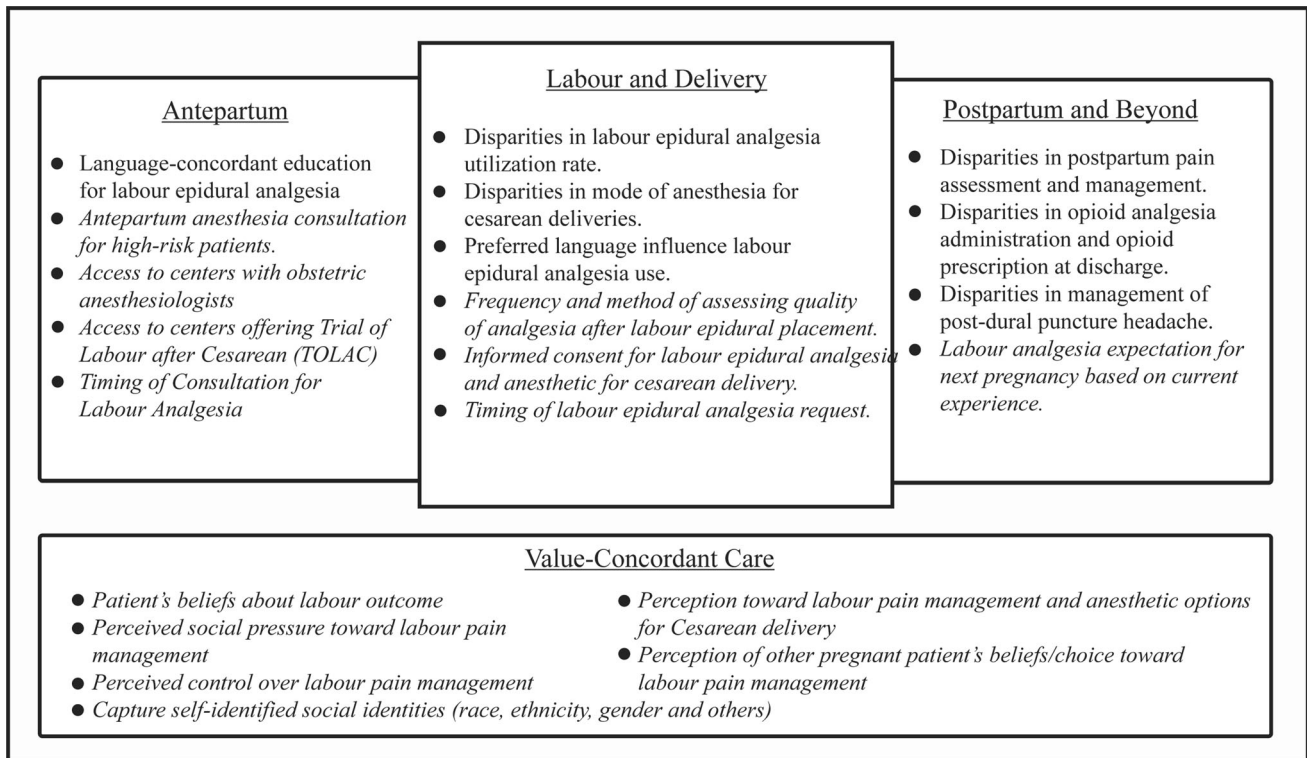 Antepartum
● Language-concordant education
for labour epidural analgesia
● Antepartum anesthesia consultation
for high-risk patients.
● Access to centers with obstetric
anesthesiologists
● Access to centers offering Trial of
Labour after Cesarean (TOLAC)
● Timing of Consultation for
Labour Analgesia
Labour and Delivery
● Disparities in labour epidural analgesia
utilization rate.
● Disparities in mode of anesthesia for
cesarean deliveries.
● Preferred language influence labour
epidural analgesia use.
● Frequency and method of assessing quality
of analgesia after labour epidural placement.
● Informed consent for labour epidural analgesia
and anesthetic for cesarean delivery.
● Timing of labour epidural analgesia request.
Postpartum and Beyond
● Disparities in postpartum pain
assessment and management.
● Disparities in opioid analgesia
administration and opioid
prescription at discharge.
● Disparities in management of
post-dural puncture headache.
● Labour analgesia expectation for
next pregnancy based on current
experience.
Value-Concordant Care
● Patient's beliefs about labour outcome
● Perceived social pressure toward labour pain
management
● Perceived control over labour pain management
● Capture self-identified social identities (race, ethnicity, gender and others)
● Perception toward labour pain management and anesthetic options
for Cesarean delivery
● Perception of other pregnant patient's beliefs/choice toward
labour pain management